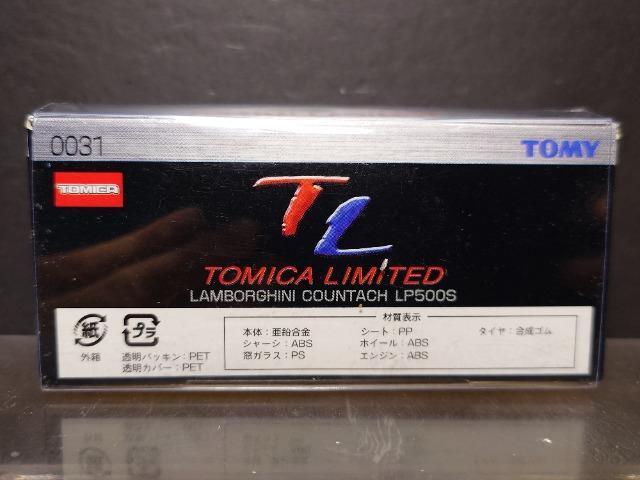 0031
TOMY
TOMICA
TL
TOMICA LIMITED
LAMBORGHINI COUNTACH LP500S
材質表示
紙
外箱
プラ
透明パッキン:PET
透明カバー:PET
本体:亜鉛合金
シャーシ:ABS
窓ガラス:PS
シート:PP
ホイール:ABS
エンジン:ABS
タイヤ:合成ゴム